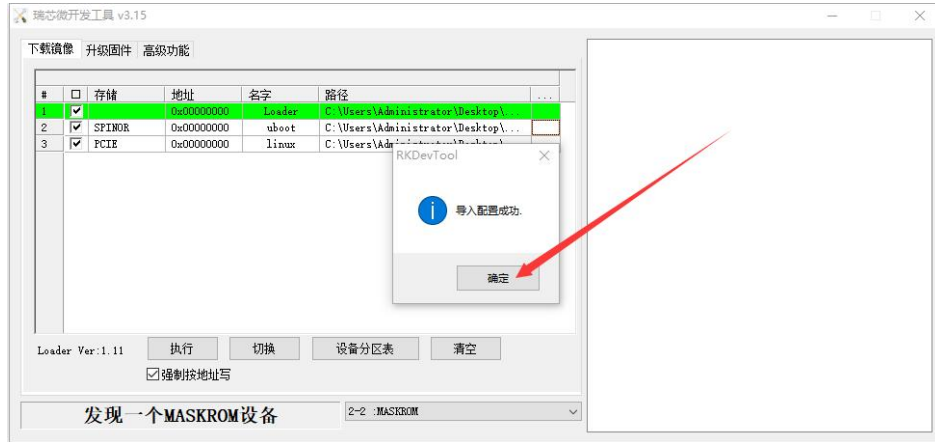 瑞芯微开发工具 v3.15
下载镜像 升级固件 高级功能
# 存储 地址 名字 路径 ...
1 0x00000000 Loader C:\Users\Administrator\Desktop\...
2 SPINOR 0x00000000 uboot C:\Users\Administrator\Desktop\...
3 PCIE 0x00000000 linux
RKDevTool
导入配置成功.
确定
Loader Ver:1.11 执行 切换 设备分区表 清空
强制按地址写
发现一个MASKROM设备 2-2 :MASKROM